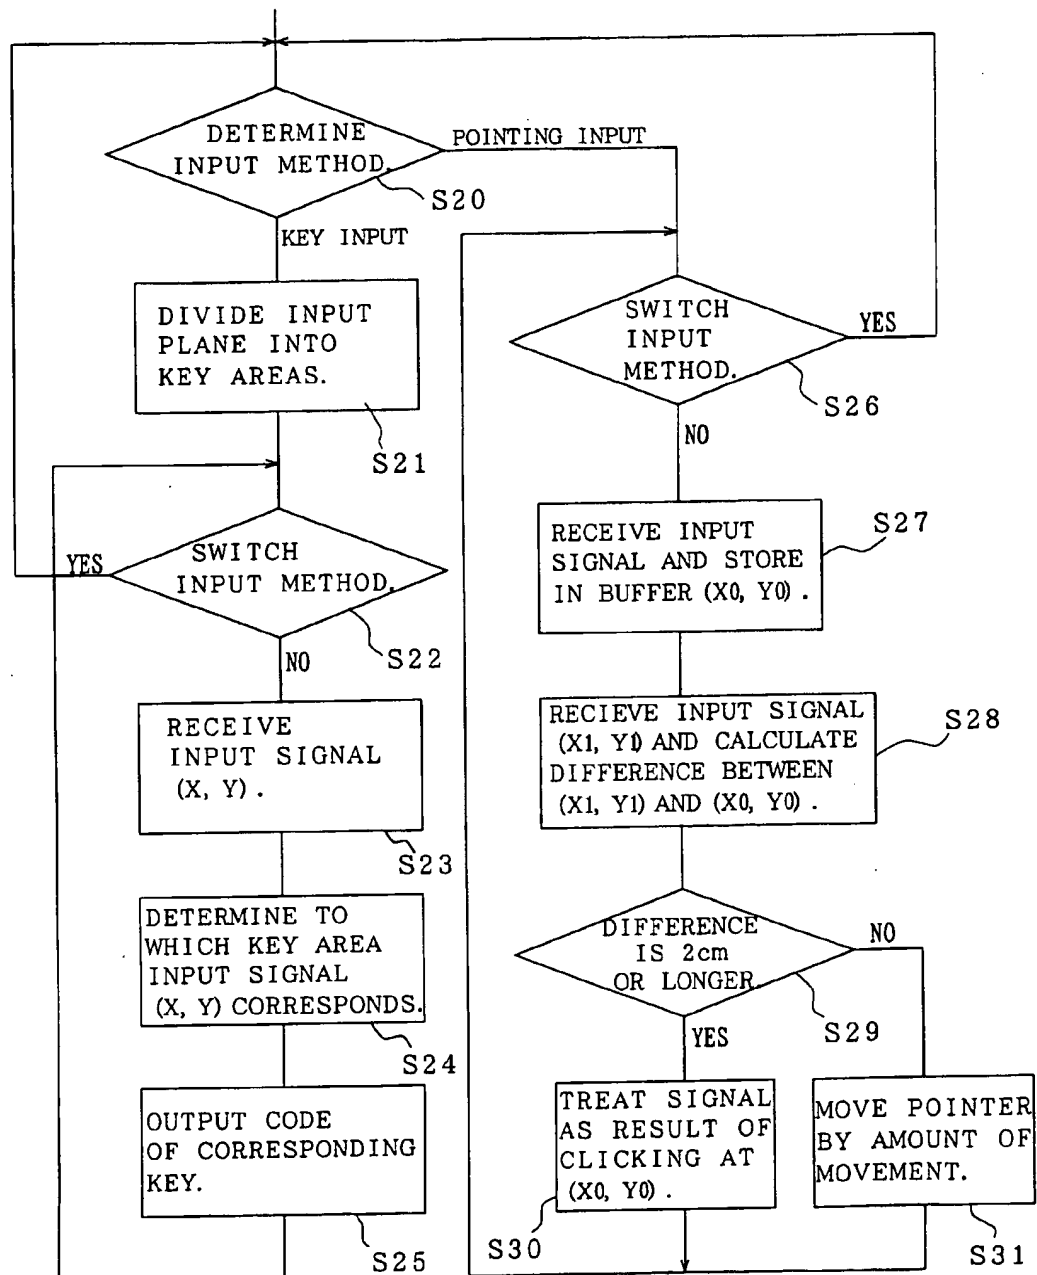 DETERMINE
INPUT METHOD.
POINTING INPUT
S20
KEY INPUT
DIVIDE INPUT
PLANE INTO
KEY AREAS.
S21
SWITCH
INPUT METHOD.
YES
S22
NO
RECEIVE
INPUT SIGNAL
(X, Y).
S23
DETERMINE TO
WHICH KEY AREA
INPUT SIGNAL
(X, Y) CORRESPONDS.
S24
OUTPUT CODE
OF CORRESPONDING
KEY.
S25
SWITCH
INPUT
METHOD.
YES
S26
NO
RECEIVE INPUT
SIGNAL AND STORE
IN BUFFER (X0, Y0).
S27
RECIEVE INPUT SIGNAL
(X1, Y1) AND CALCULATE
DIFFERENCE BETWEEN
(X1, Y1) AND (X0, Y0).
S28
DIFFERENCE
IS 2cm
OR LONGER.
NO
S29
YES
TREAT SIGNAL
AS RESULT OF
CLICKING AT
(X0, Y0).
S30
MOVE POINTER
BY AMOUNT OF
MOVEMENT.
S31